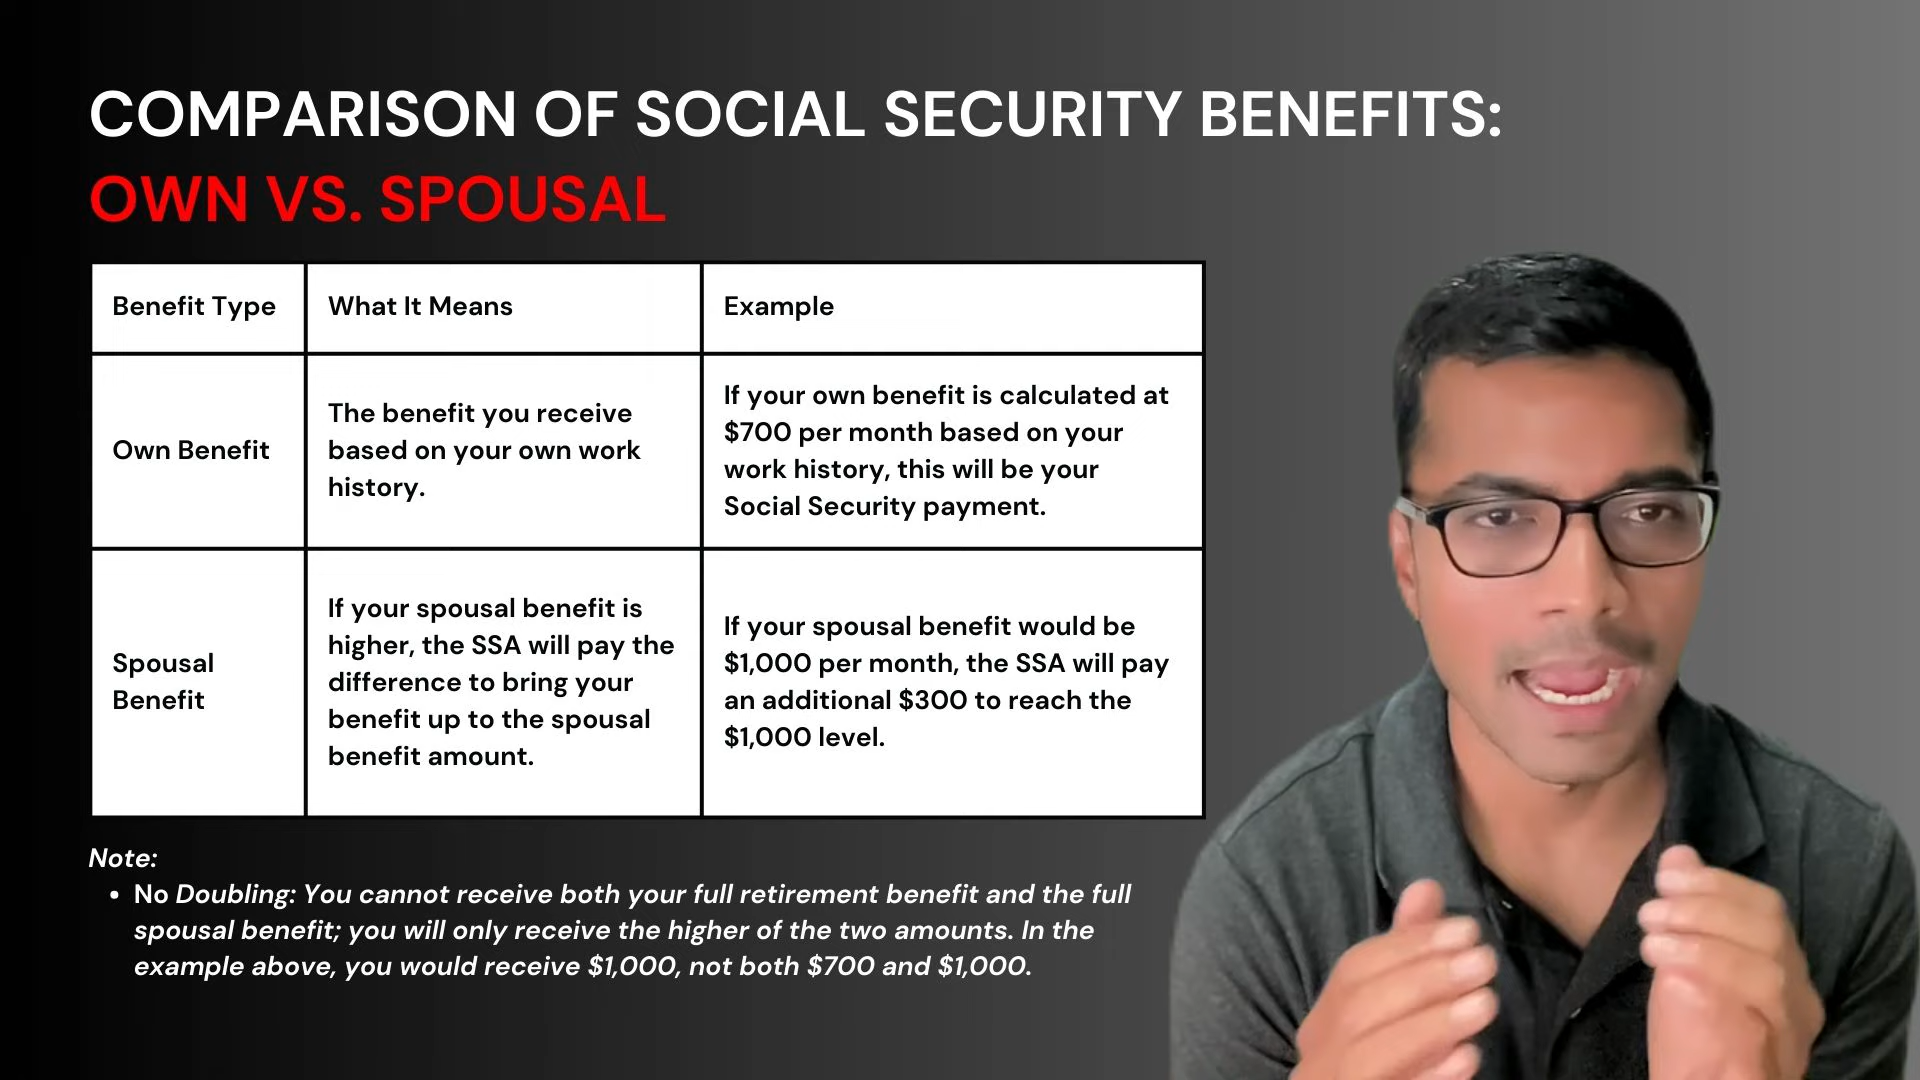 COMPARISON OF SOCIAL SECURITY BENEFITS:
OWN VS. SPOUSAL
Benefit Type
What It Means
Example
Own Benefit
The benefit you receive
based on your own work
history.
If your own benefit is calculated at
$700 per month based on your
work history, this will be your
Social Security payment.
Spousal
Benefit
If your spousal benefit is
higher, the SSA will pay the
difference to bring your
benefit up to the spousal
benefit amount.
If your spousal benefit would be
$1,000 per month, the SSA will pay
an additional $300 to reach the
$1,000 level.
Note:
• No Doubling: You cannot receive both your full retirement benefit and the full
spousal benefit; you will only receive the higher of the two amounts. In the
example above, you would receive $1,000, not both $700 and $1,000.